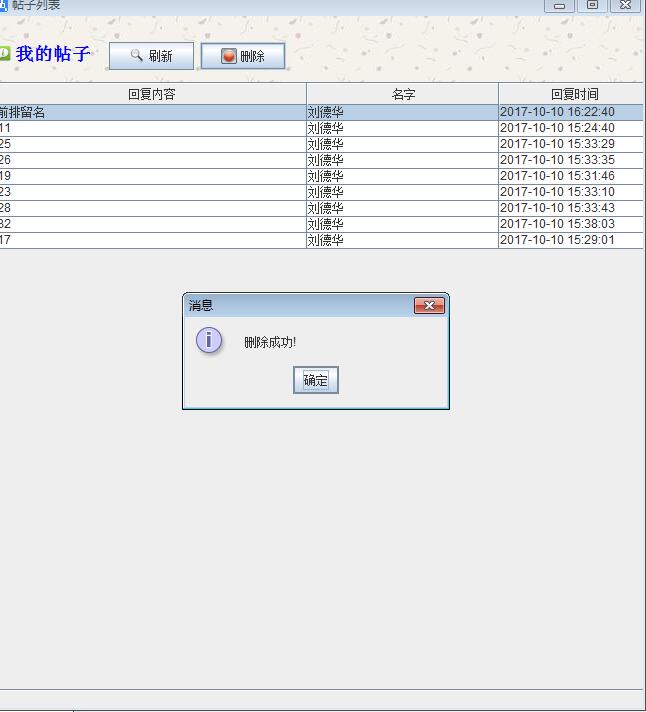 帖子列表
我的帖子 刷新 删除
回复内容 名字 回复时间
前排留名 刘德华 2017-10-10 16:22:40
11 刘德华 2017-10-10 15:24:40
25 刘德华 2017-10-10 15:33:29
26 刘德华 2017-10-10 15:33:35
19 刘德华 2017-10-10 15:31:46
23 刘德华 2017-10-10 15:33:10
28 刘德华 2017-10-10 15:33:43
32 刘德华 2017-10-10 15:38:03
17 刘德华 2017-10-10 15:29:01
消息
删除成功!
确定